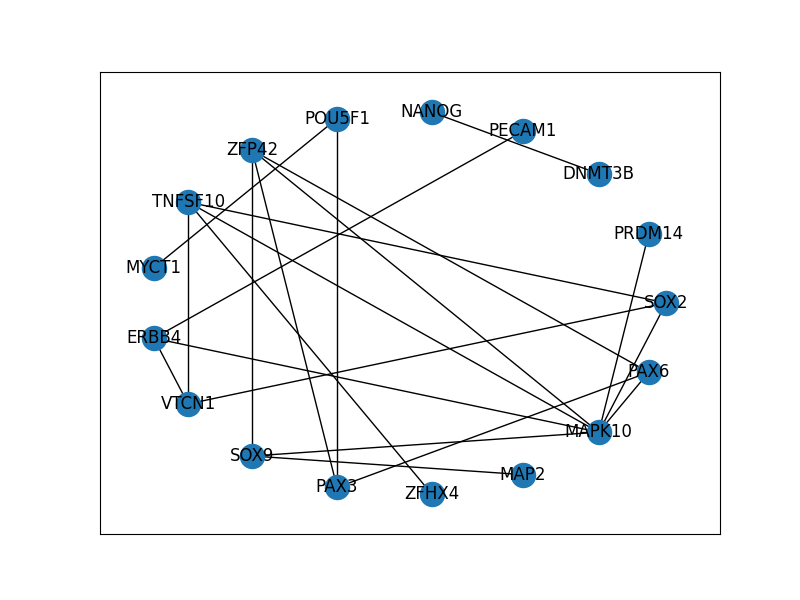 NANOG
POU5F1
PECAM1
ZFP42
DNMT3B
TNFSF10
PRDM14
MYCT1
SOX2
ERBB4
PAX6
VTCN1
MAPK10
SOX9
MAP2
PAX3
ZFHX4